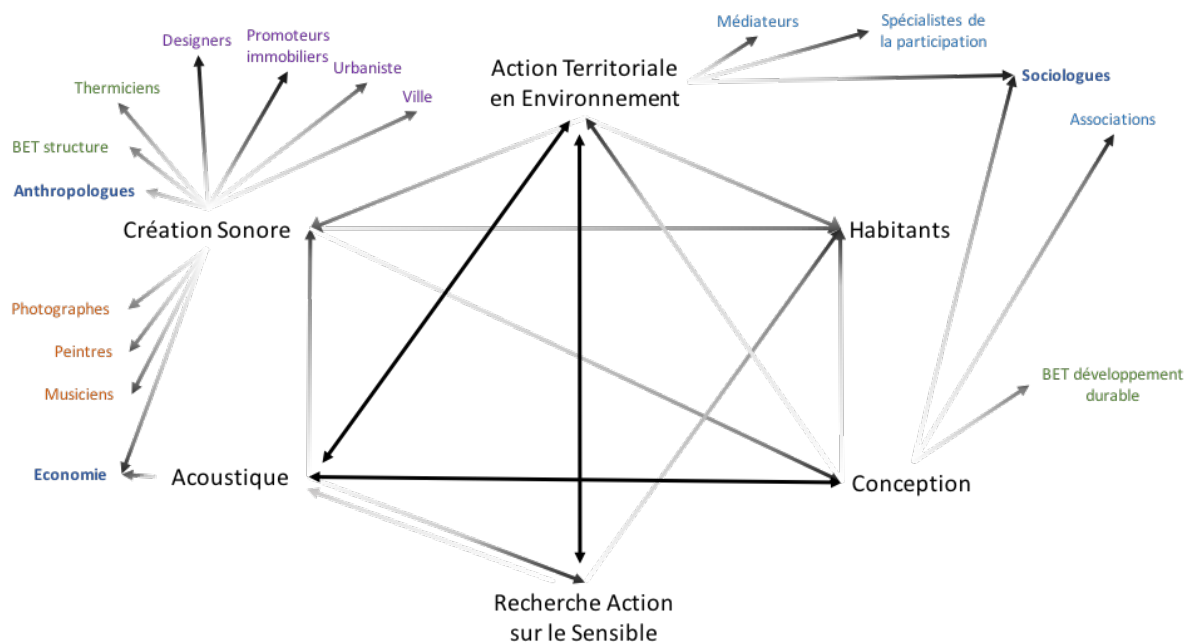 Médiateurs
Spécialistes de
la participation
Designers
Promoteurs
immobiliers
Urbaniste
Action Territoriale
en Environnement
Sociologues
Thermiciens
Ville
Associations
BET structure
Anthropologues
Création Sonore
Habitants
Photographes
Peintres
BET développement
durable
Musiciens
Economie
Acoustique
Conception
Recherche Action
sur le Sensible